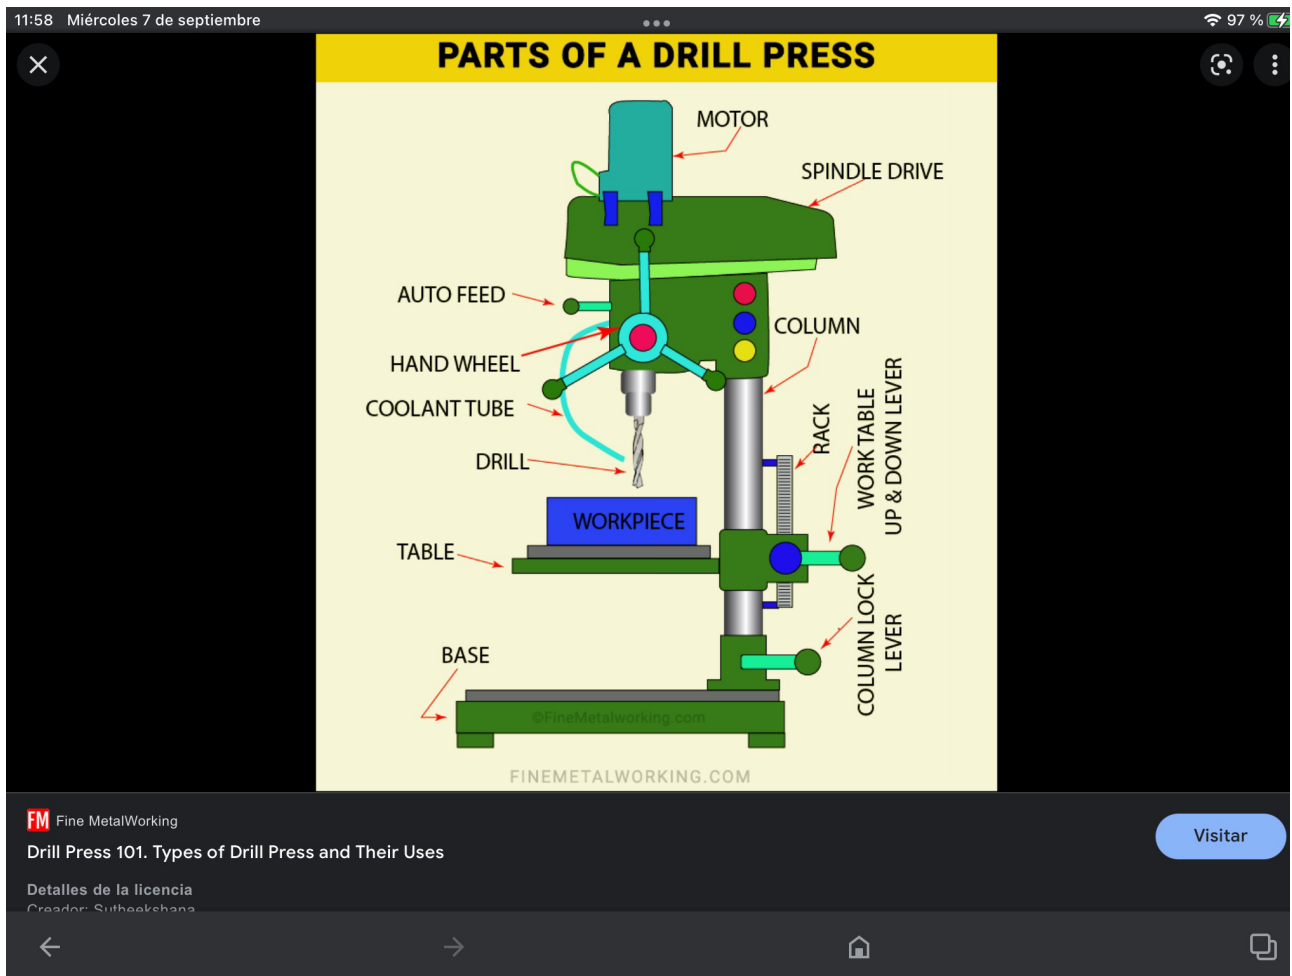 11:58 Miércoles 7 de septiembre
97 %
PARTS OF A DRILL PRESS
MOTOR
SPINDLE DRIVE
AUTO FEED
COLUMN
HAND WHEEL
COOLANT TUBE
RACK
WORK TABLE
UP & DOWN LEVER
DRILL
WORKPIECE
TABLE
COLUMN LOCK
LEVER
BASE
©FineMetalworking.com
FINEMETALWORKING.COM
FM Fine MetalWorking
Visitar
Drill Press 101. Types of Drill Press and Their Uses
Detalles de la licencia
Creador: Sutheekshana